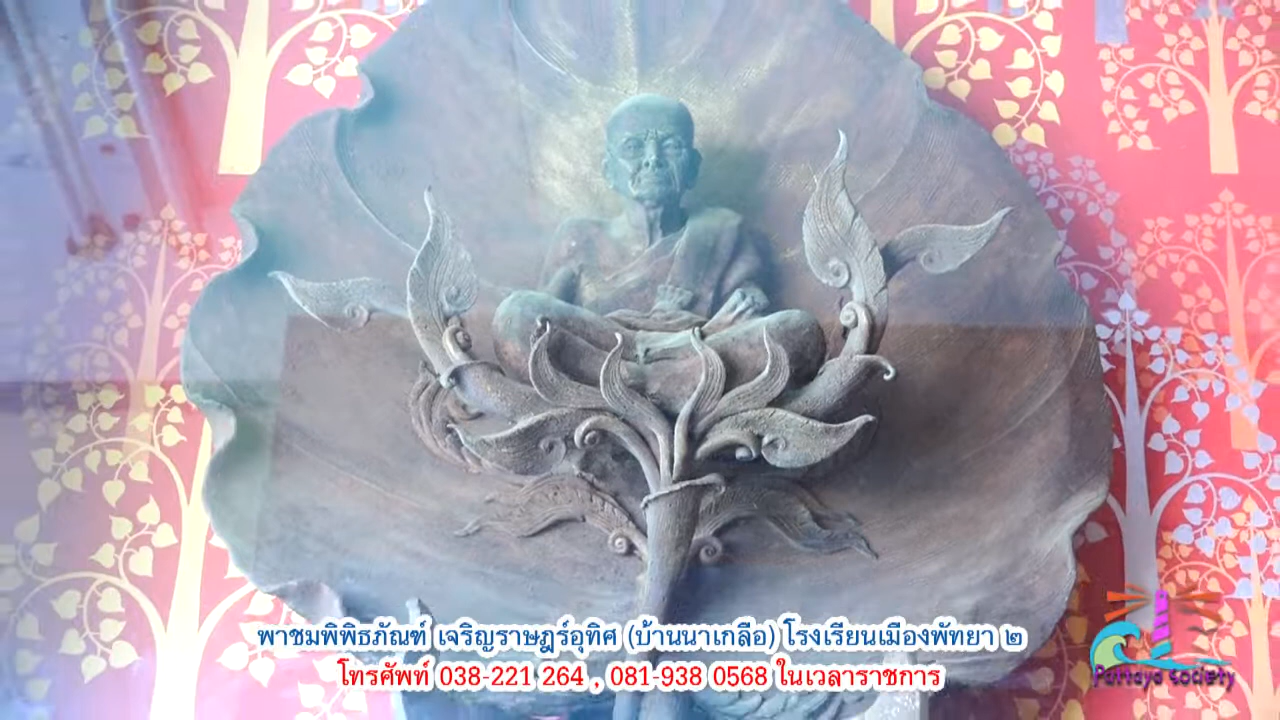 พาชมพิพิธภัณฑ์ เจริญราษฎร์อุทิศ (บ้านนาเกลือ) โรงเรียนเมืองพัทยา ๒
โทรศัพท์ 038-221 264 , 081-938 0568 ในเวลาราชการ
Pattaya Society